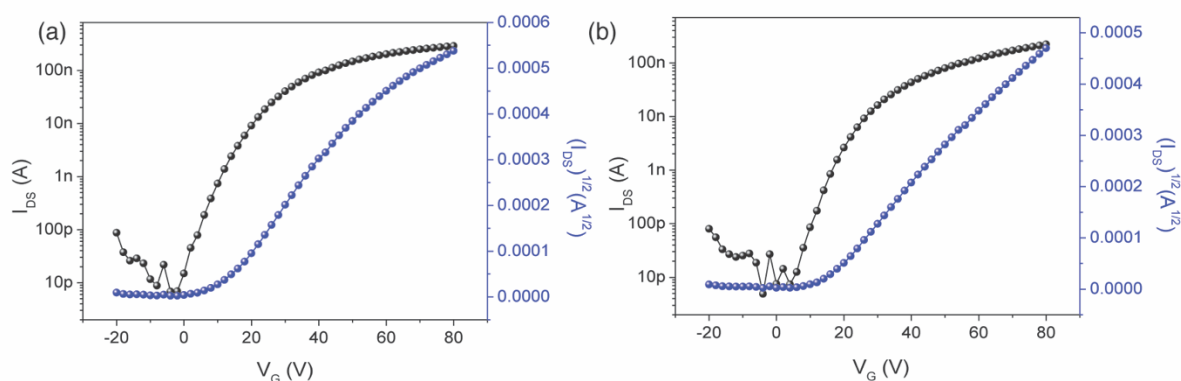 (a)
100n
10n
1n
100p
10p
I_DS (A)
-20 0 20 40 60 80
V_G (V)
0.0006
0.0005
0.0004
0.0003
0.0002
0.0001
0.0000
(I_DS)^1/2(A^1/2)
(b)
100n
10n
1n
100p
10p
I_DS (A)
-20 0 20 40 60 80
V_G (V)
0.0005
0.0004
0.0003
0.0002
0.0001
0.0000
(I_DS)^1/2(A^1/2)